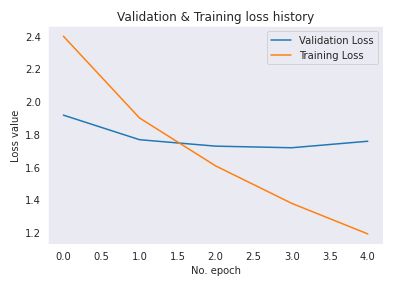 Validation & Training loss history
Validation Loss
Training Loss
Loss value
2.4
2.2
2.0
1.8
1.6
1.4
1.2
0.0 0.5 1.0 1.5 2.0 2.5 3.0 3.5 4.0
No. epoch